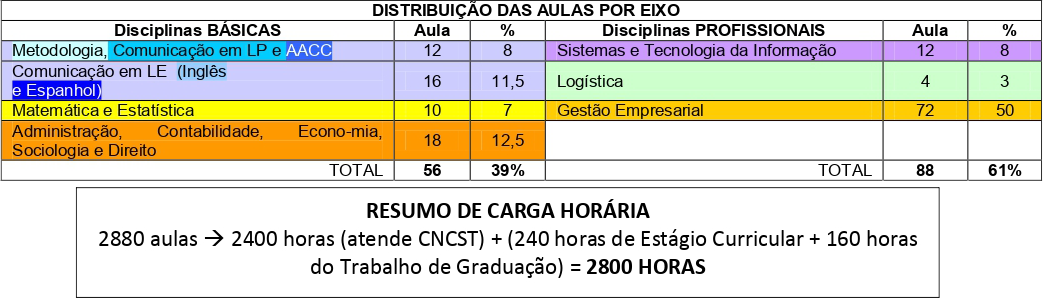 DISTRIBUIÇÃO DAS AULAS POR EIXO
Disciplinas BÁSICAS Aula % Disciplinas PROFISSIONAIS Aula %
Metodologia, Comunicação em LP e AACC 12 8 Sistemas e Tecnologia da Informação 12 8
Comunicação em LE (Inglês
e Espanhol) 16 11,5 Logística 4 3
Matemática e Estatística 10 7 Gestão Empresarial 72 50
Administração, Contabilidade, Econo-mia,
Sociologia e Direito 18 12,5
TOTAL 56 39% TOTAL 88 61%
RESUMO DE CARGA HORÁRIA
2880 aulas → 2400 horas (atende CNCST) + (240 horas de Estágio Curricular + 160 horas
do Trabalho de Graduação) = 2800 HORAS